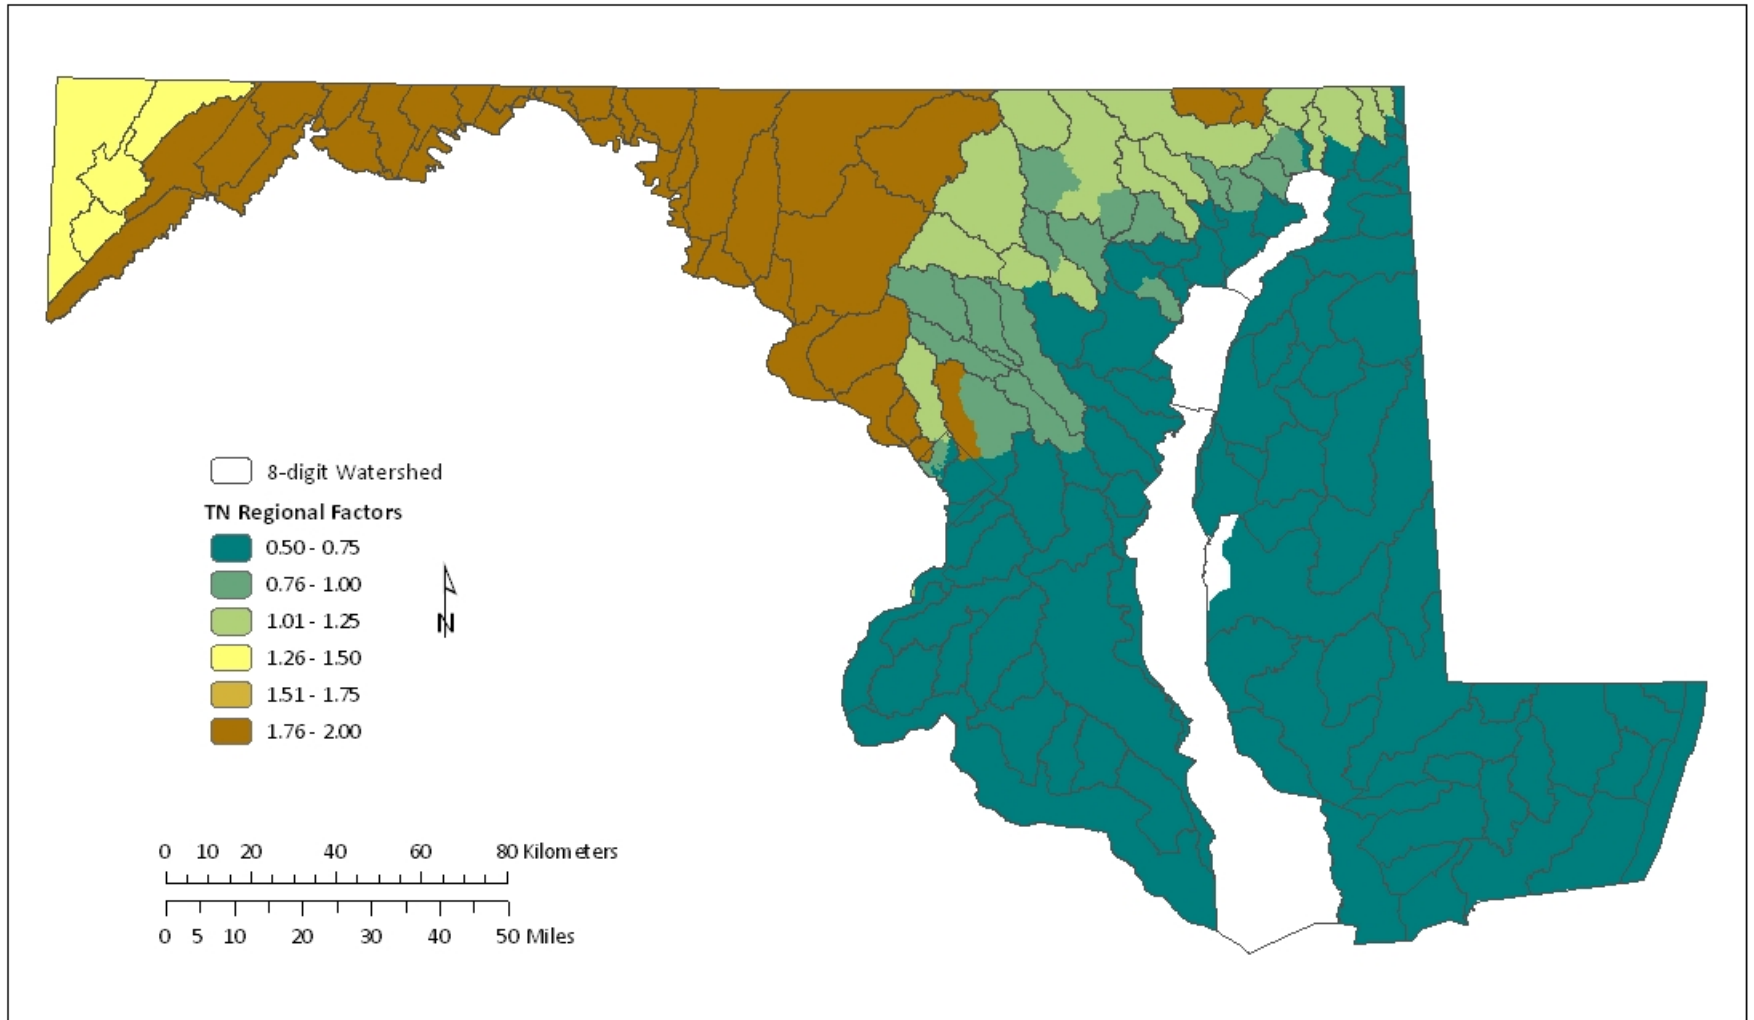 8-digit Watershed
TN Regional Factors
0.50 - 0.75
0.76 - 1.00
1.01 - 1.25
1.26 - 1.50
1.51 - 1.75
1.76 - 2.00
N
0 10 20 40 60 80 Kilometers
0 5 10 20 30 40 50 Miles